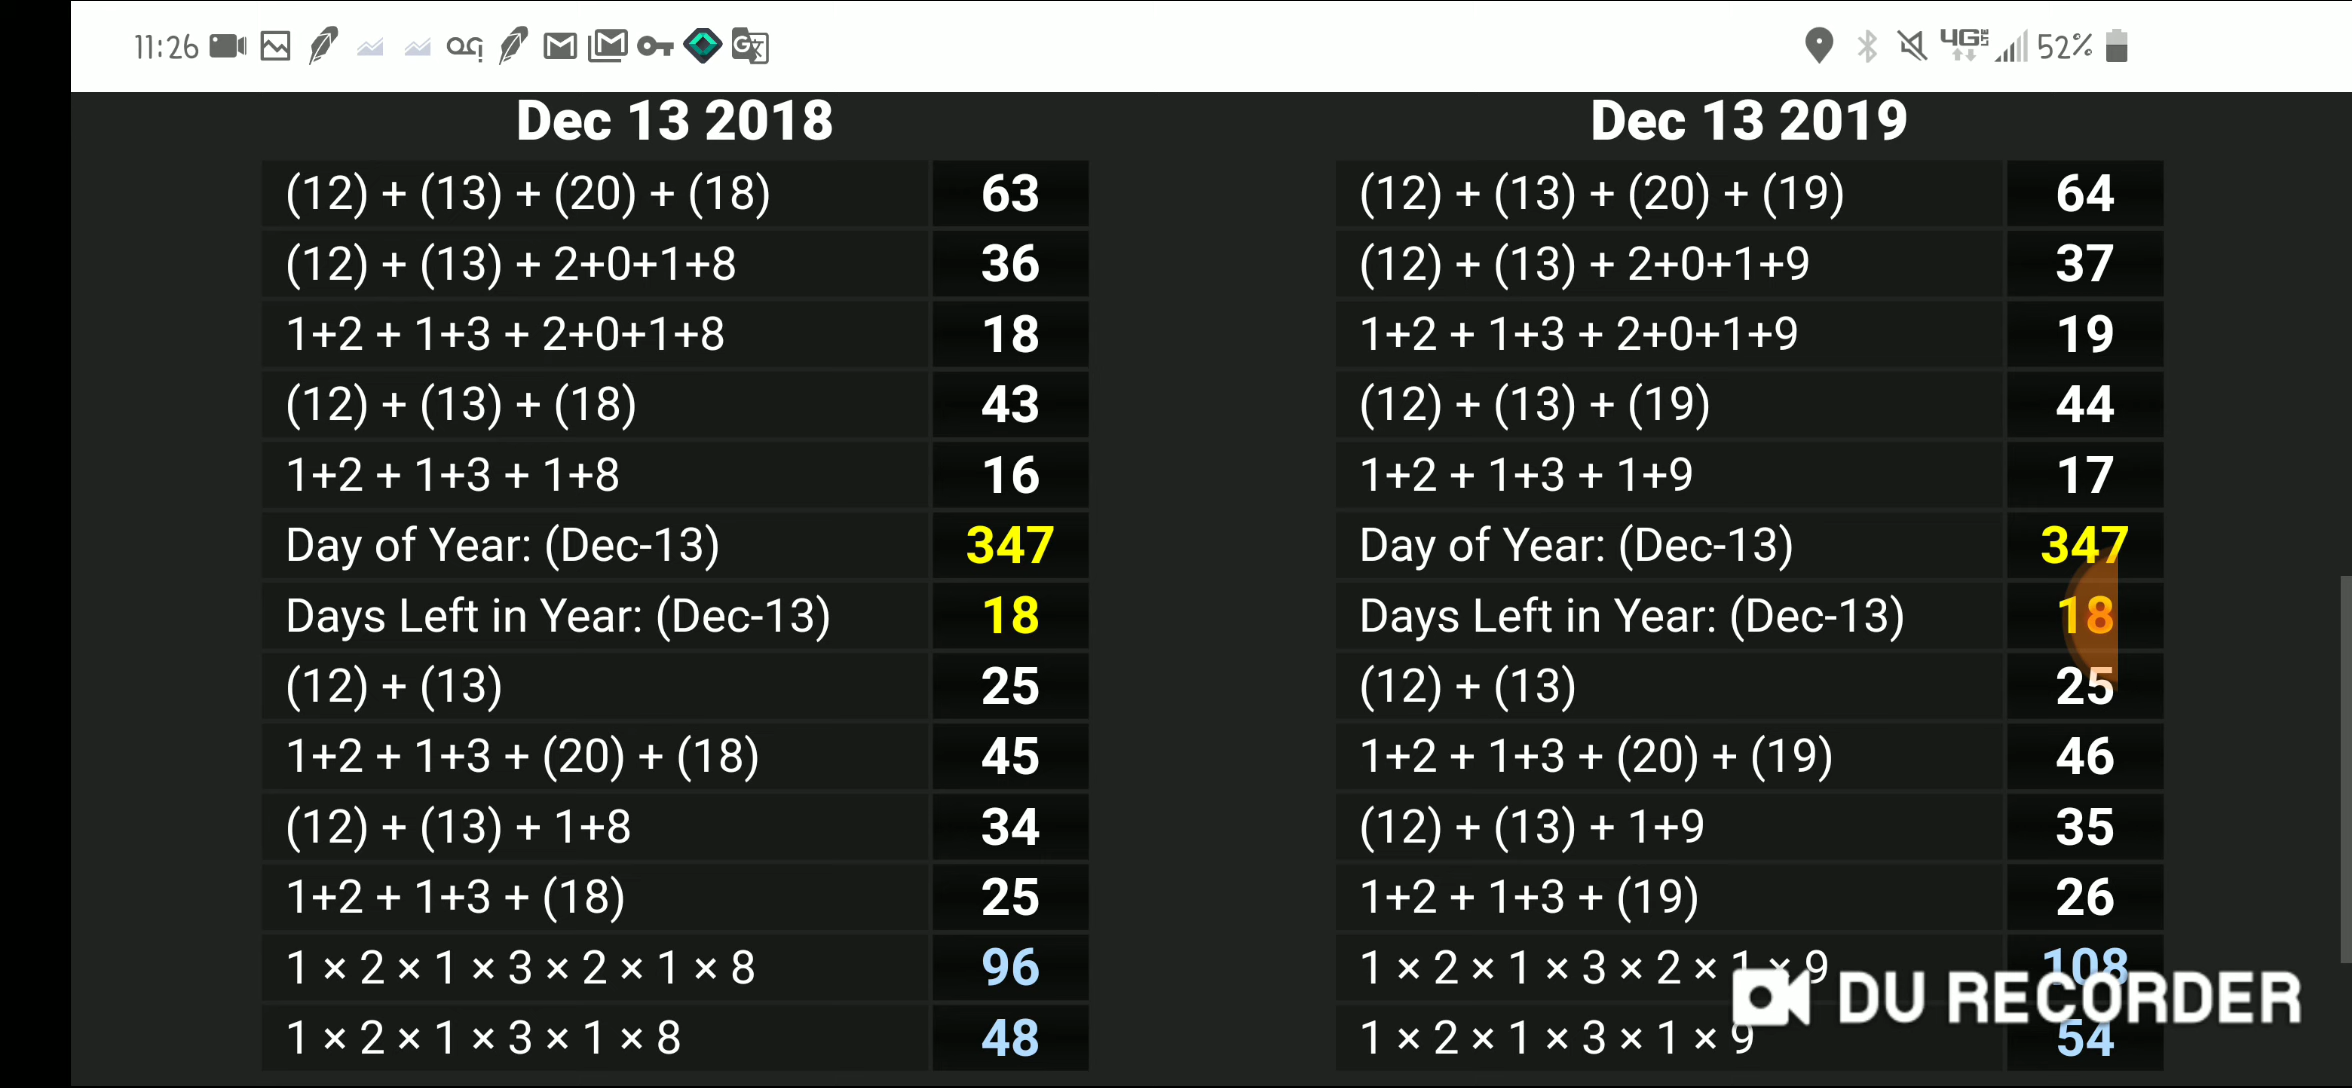 11:26 4G LTE 52%
Dec 13 2018
(12) + (13) + (20) + (18) 63
(12) + (13) + 2+0+1+8 36
1+2 + 1+3 + 2+0+1+8 18
(12) + (13) + (18) 43
1+2 + 1+3 + 1+8 16
Day of Year: (Dec-13) 347
Days Left in Year: (Dec-13) 18
(12) + (13) 25
1+2 + 1+3 + (20) + (18) 45
(12) + (13) + 1+8 34
1+2 + 1+3 + (18) 25
1 × 2 × 1 × 3 × 2 × 1 × 8 96
1 × 2 × 1 × 3 × 1 × 8 48
Dec 13 2019
(12) + (13) + (20) + (19) 64
(12) + (13) + 2+0+1+9 37
1+2 + 1+3 + 2+0+1+9 19
(12) + (13) + (19) 44
1+2 + 1+3 + 1+9 17
Day of Year: (Dec-13) 347
Days Left in Year: (Dec-13) 18
(12) + (13) 25
1+2 + 1+3 + (20) + (19) 46
(12) + (13) + 1+9 35
1+2 + 1+3 + (19) 26
1 × 2 × 1 × 3 × 2 × 1 × 9 108
1 × 2 × 1 × 3 × 1 × 9 54
DU RECORDER